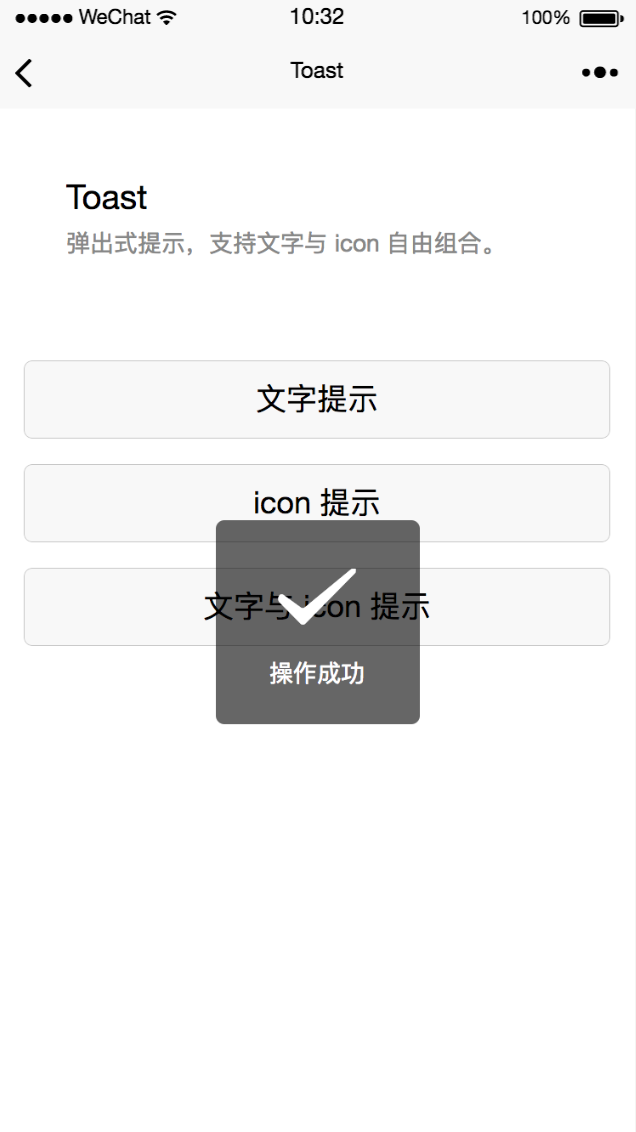 ●●●●● WeChat 10:32 100%
Toast
Toast
弹出式提示，支持文字与 icon 自由组合。
文字提示
icon 提示
文字与 icon 提示
操作成功